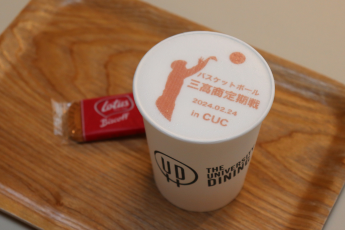 バスケットボール
三高商定期戦
2024.02.24
in CUC
lotus
Biscoff
UD
THE
UNIVERSITY
DINING